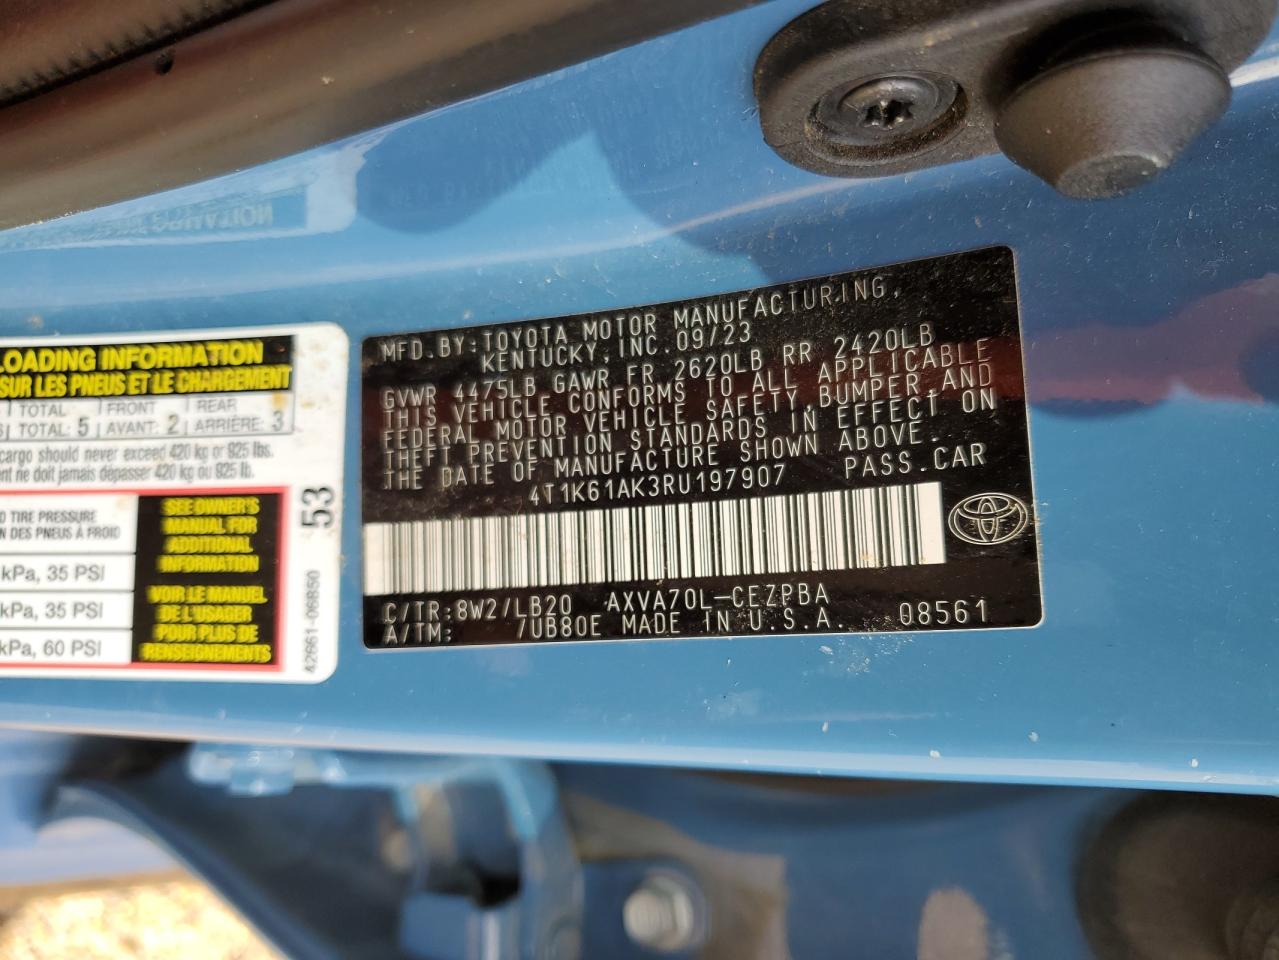 LOADING INFORMATION
SUR LES PNEUS ET LE CHARGEMENT
TOTAL FRONT REAR
TOTAL: 5 AVANT: 2 ARRIÈRE: 3
cargo should never exceed 420 kg or 925 lbs.
ne doit jamais dépasser 420 kg ou 925 lb.
TIRE PRESSURE
DES PNEUS À FROID
kPa, 35 PSI
kPa, 35 PSI
kPa, 60 PSI
SEE OWNER'S
MANUAL FOR
ADDITIONAL
INFORMATION
VOIR LE MANUEL
DE L'USAGER
POUR PLUS DE
RENSEIGNEMENTS
53
42661-06850
MFD.BY:TOYOTA MOTOR MANUFACTURING,
KENTUCKY, INC. 09/23
GVWR 4475LB GAWR FR 2620LB RR 2420LB
THIS VEHICLE CONFORMS TO ALL APPLICABLE
FEDERAL MOTOR VEHICLE SAFETY,BUMPER AND
THEFT PREVENTION STANDARDS IN EFFECT ON
THE DATE OF MANUFACTURE SHOWN ABOVE.
4T1K61AK3RU197907 PASS.CAR
C/TR:8W2/LB20 AXVA70L-CEZPBA
A/TM: /UB80E MADE IN U.S.A. 08561